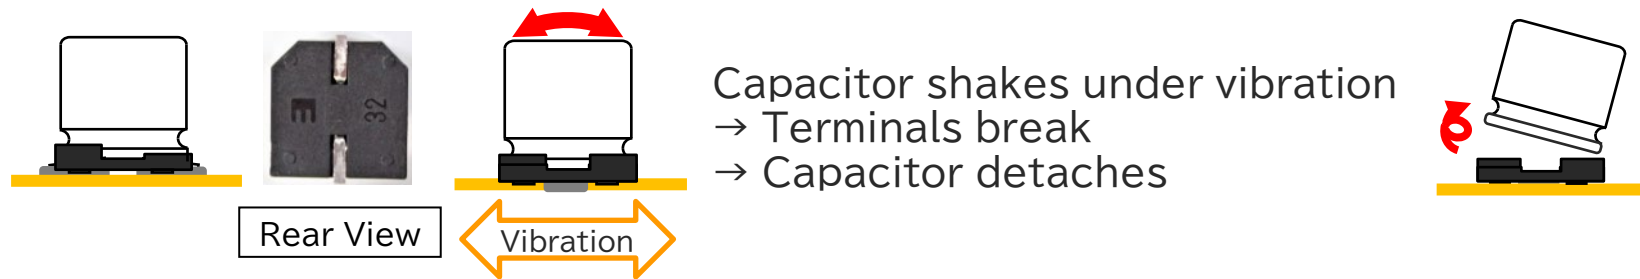 Capacitor shakes under vibration
→ Terminals break
→ Capacitor detaches
32
Rear View
Vibration